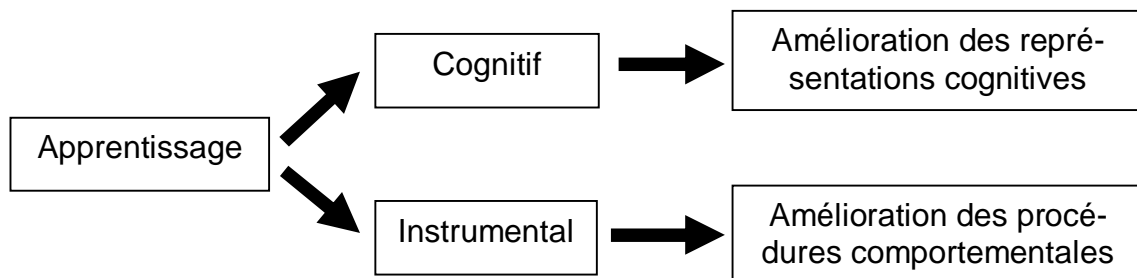 Apprentissage
Cognitif
Amélioration des repré-
sentations cognitives
Instrumental
Amélioration des procé-
dures comportementales